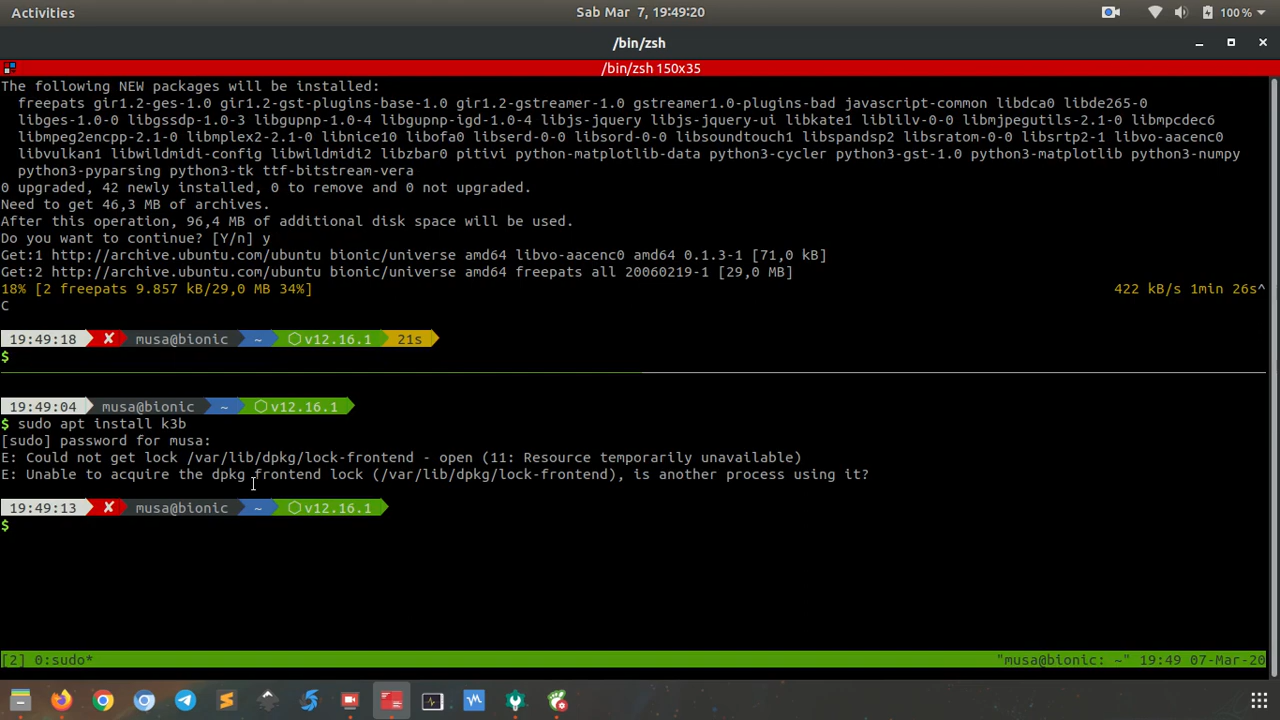 Activities
Sab Mar 7, 19:49:20
100 %
/bin/zsh
/bin/zsh 150x35
The following NEW packages will be installed:
freepats gir1.2-ges-1.0 gir1.2-gst-plugins-base-1.0 gir1.2-gstreamer-1.0 gstreamer1.0-plugins-bad javascript-common libdca0 libde265-0
libges-1.0-0 libgssdp-1.0-3 libgupnp-1.0-4 libgupnp-igd-1.0-4 libjs-jquery libjs-jquery-ui libkate1 liblilv-0-0 libmjpegutils-2.1-0 libmpcdec6
libmpeg2encpp-2.1-0 libmplex2-2.1-0 libnice10 libofa0 libserd-0-0 libsord-0-0 libsoundtouch1 libspandsp2 libsratom-0-0 libsrtp2-1 libvo-aacenc0
libvulkan1 libwildmidi-config libwildmidi2 libzbar0 pitivi python-matplotlib-data python3-cycler python3-gst-1.0 python3-matplotlib python3-numpy
python3-pyparsing python3-tk ttf-bitstream-vera
0 upgraded, 42 newly installed, 0 to remove and 0 not upgraded.
Need to get 46,3 MB of archives.
After this operation, 96,4 MB of additional disk space will be used.
Do you want to continue? [Y/n] y
Get:1 http://archive.ubuntu.com/ubuntu bionic/universe amd64 libvo-aacenc0 amd64 0.1.3-1 [71,0 kB]
Get:2 http://archive.ubuntu.com/ubuntu bionic/universe amd64 freepats all 20060219-1 [29,0 MB]
18% [2 freepats 9.857 kB/29,0 MB 34%] 422 kB/s 1min 26s^
C
19:49:18 ✘ musa@bionic ~ ⬡ v12.16.1 21s
$
19:49:04 musa@bionic ~ ⬡ v12.16.1
$ sudo apt install k3b
[sudo] password for musa:
E: Could not get lock /var/lib/dpkg/lock-frontend - open (11: Resource temporarily unavailable)
E: Unable to acquire the dpkg frontend lock (/var/lib/dpkg/lock-frontend), is another process using it?
19:49:13 ✘ musa@bionic ~ ⬡ v12.16.1
$
[2] 0:sudo* "musa@bionic: ~" 19:49 07-Mar-20